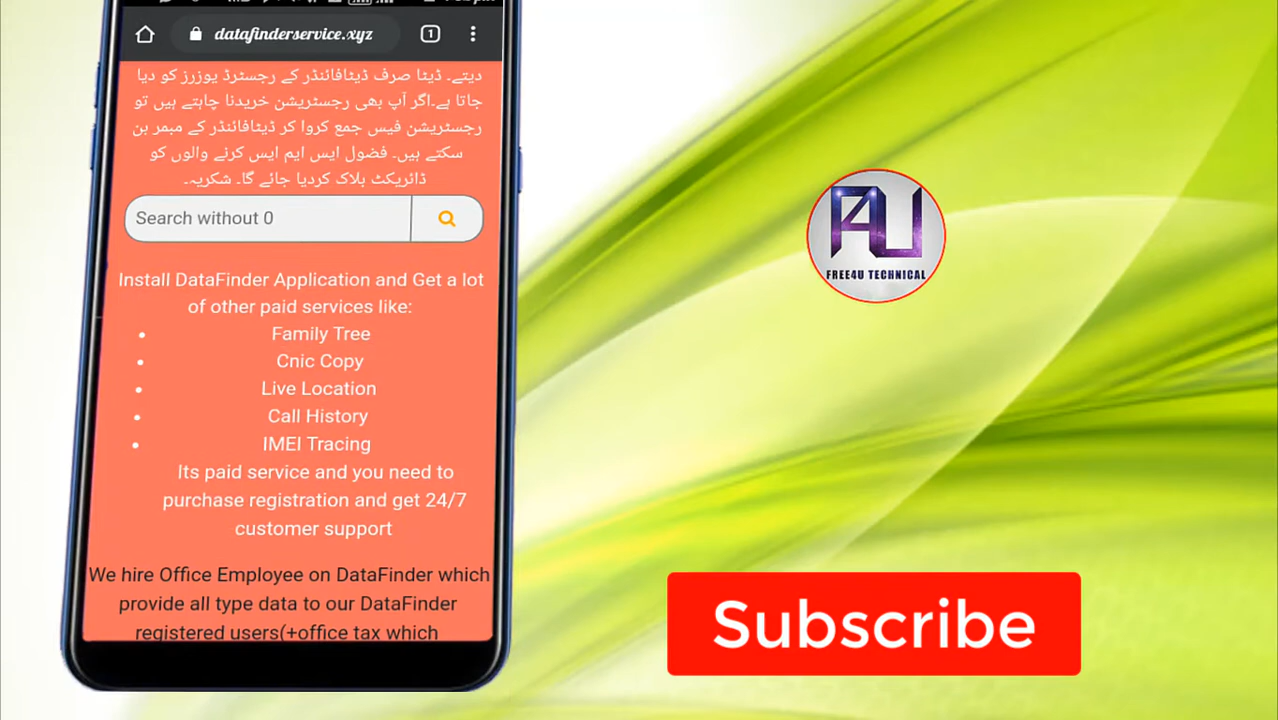 datafinderservice.xyz
1
دیتے۔ ڈیٹا صرف ڈیٹافائنڈر کے رجسٹرڈ یوزرز کو دیا
جاتا ہے۔اگر آپ بھی رجسٹریشن خریدنا چاہتے ہیں تو
رجسٹریشن فیس جمع کروا کر ڈیٹافائنڈر کے میمر بن
سکتے ہیں۔ فضول ایس ایم ایس کرنے والوں کو
ڈائریکٹ بلاک کردیا جائے گا۔ شکریہ۔
Search without 0
Install DataFinder Application and Get a lot
of other paid services like:
Family Tree
Cnic Copy
Live Location
Call History
IMEI Tracing
Its paid service and you need to
purchase registration and get 24/7
customer support
We hire Office Employee on DataFinder which
provide all type data to our DataFinder
registered users(+office tax which
F4U
FREE4U TECHNICAL
Subscribe